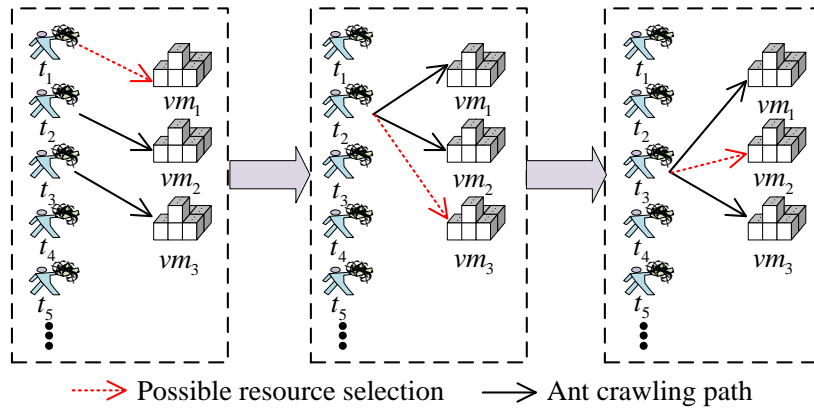 t₁
vm₁
t₂
vm₂
t₃
vm₃
t₄
t₅
t₁
vm₁
t₂
vm₂
t₃
vm₃
t₄
t₅
t₁
vm₁
t₂
vm₂
t₃
vm₃
t₄
t₅
Possible resource selection
Ant crawling path